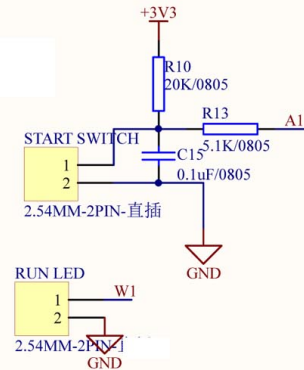 +3V3
R10
20K/0805
R13
A1
5.1K/0805
START SWITCH
1
2
C15
0.1uF/0805
2.54MM-2PIN-直插
GND
RUN LED
1
W1
2
2.54MM-2PIN-
GND